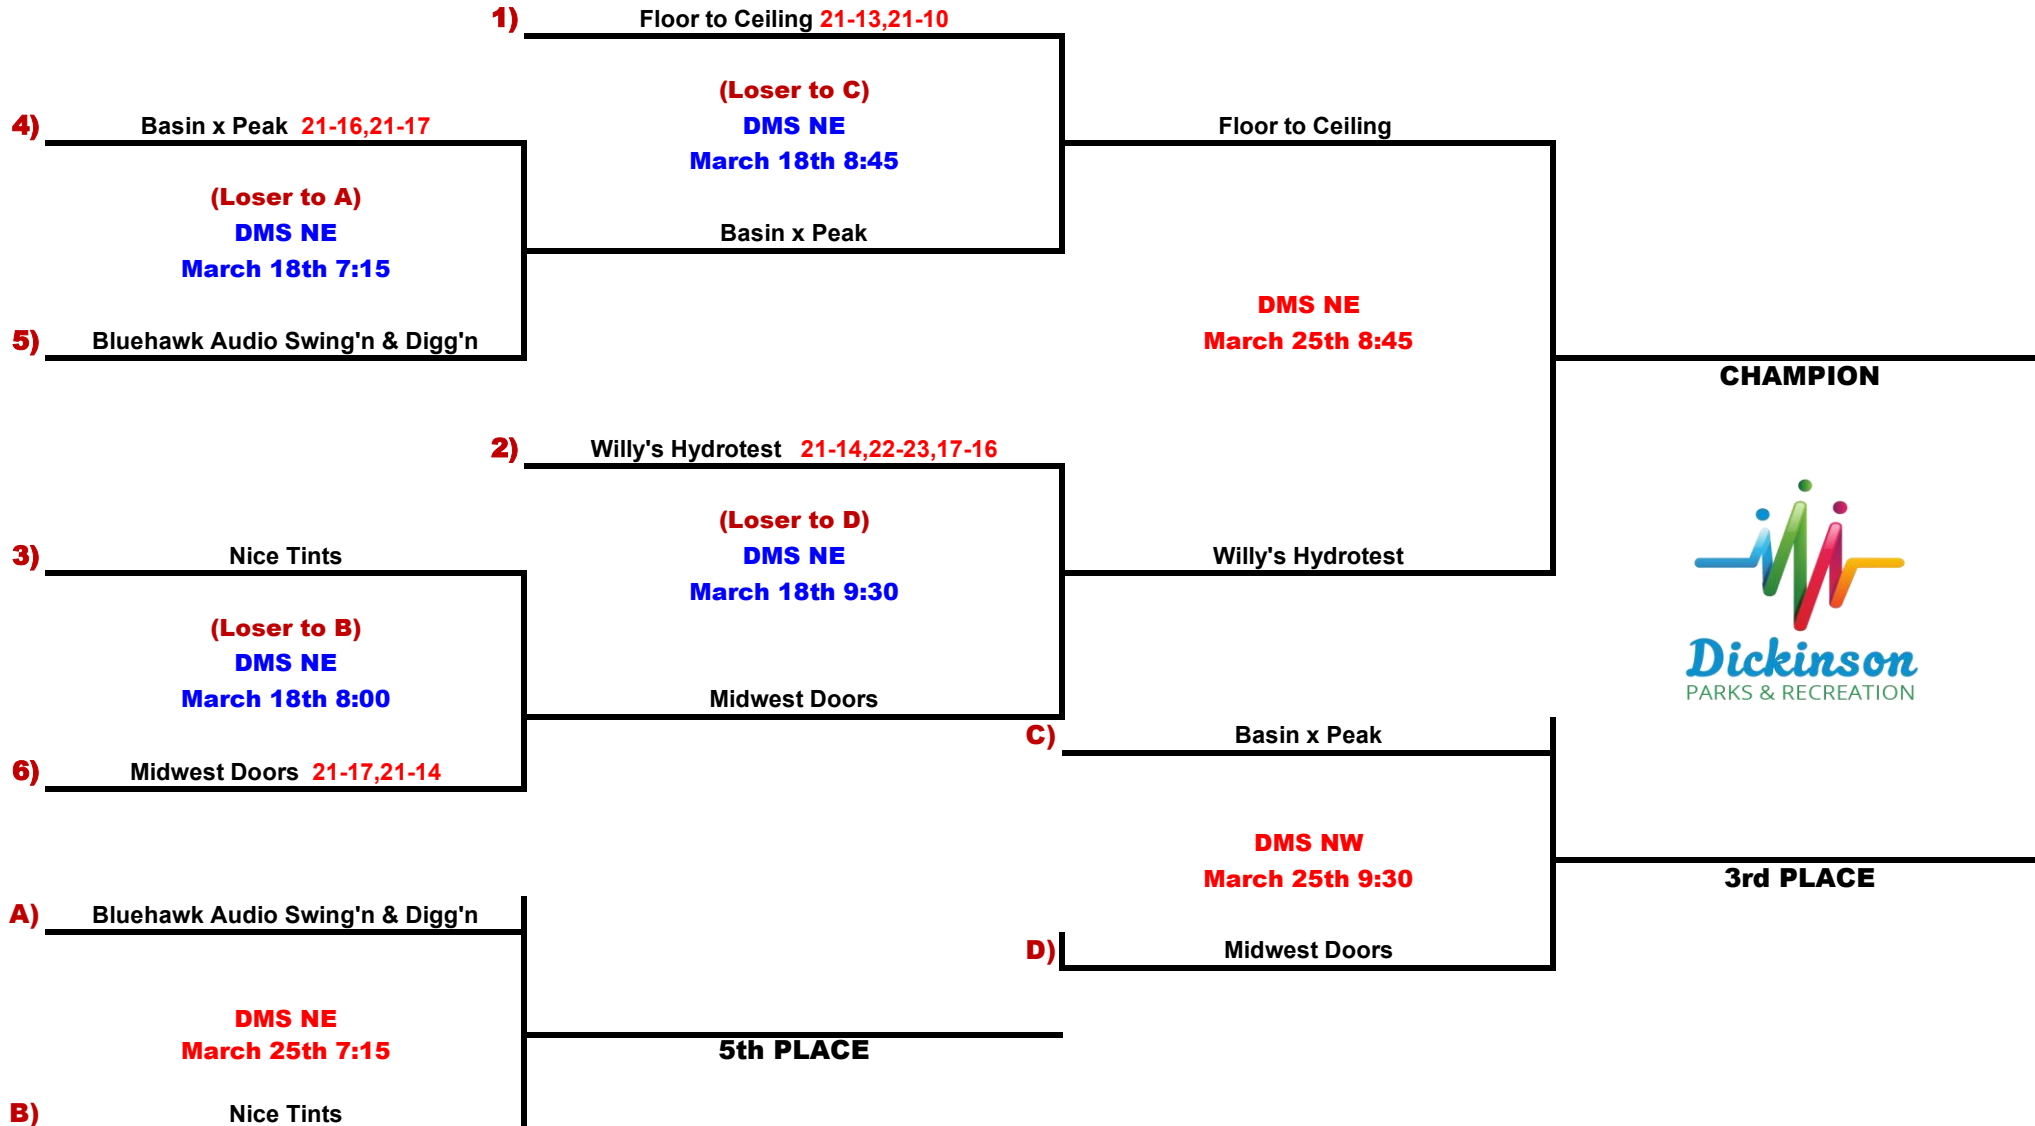 1) Floor to Ceiling 21-13,21-10
(Loser to C)
DMS NE
March 18th 8:45
4) Basin x Peak 21-16,21-17
Floor to Ceiling
(Loser to A)
DMS NE
March 18th 7:15
Basin x Peak
5) Bluehawk Audio Swing'n & Digg'n
DMS NE
March 25th 8:45
CHAMPION
2) Willy's Hydrotest 21-14,22-23,17-16
(Loser to D)
DMS NE
March 18th 9:30
3) Nice Tints
Willy's Hydrotest
(Loser to B)
DMS NE
March 18th 8:00
Midwest Doors
Dickinson
PARKS & RECREATION
6) Midwest Doors 21-17,21-14
C) Basin x Peak
DMS NW
March 25th 9:30
3rd PLACE
A) Bluehawk Audio Swing'n & Digg'n
D) Midwest Doors
DMS NE
March 25th 7:15
5th PLACE
B) Nice Tints